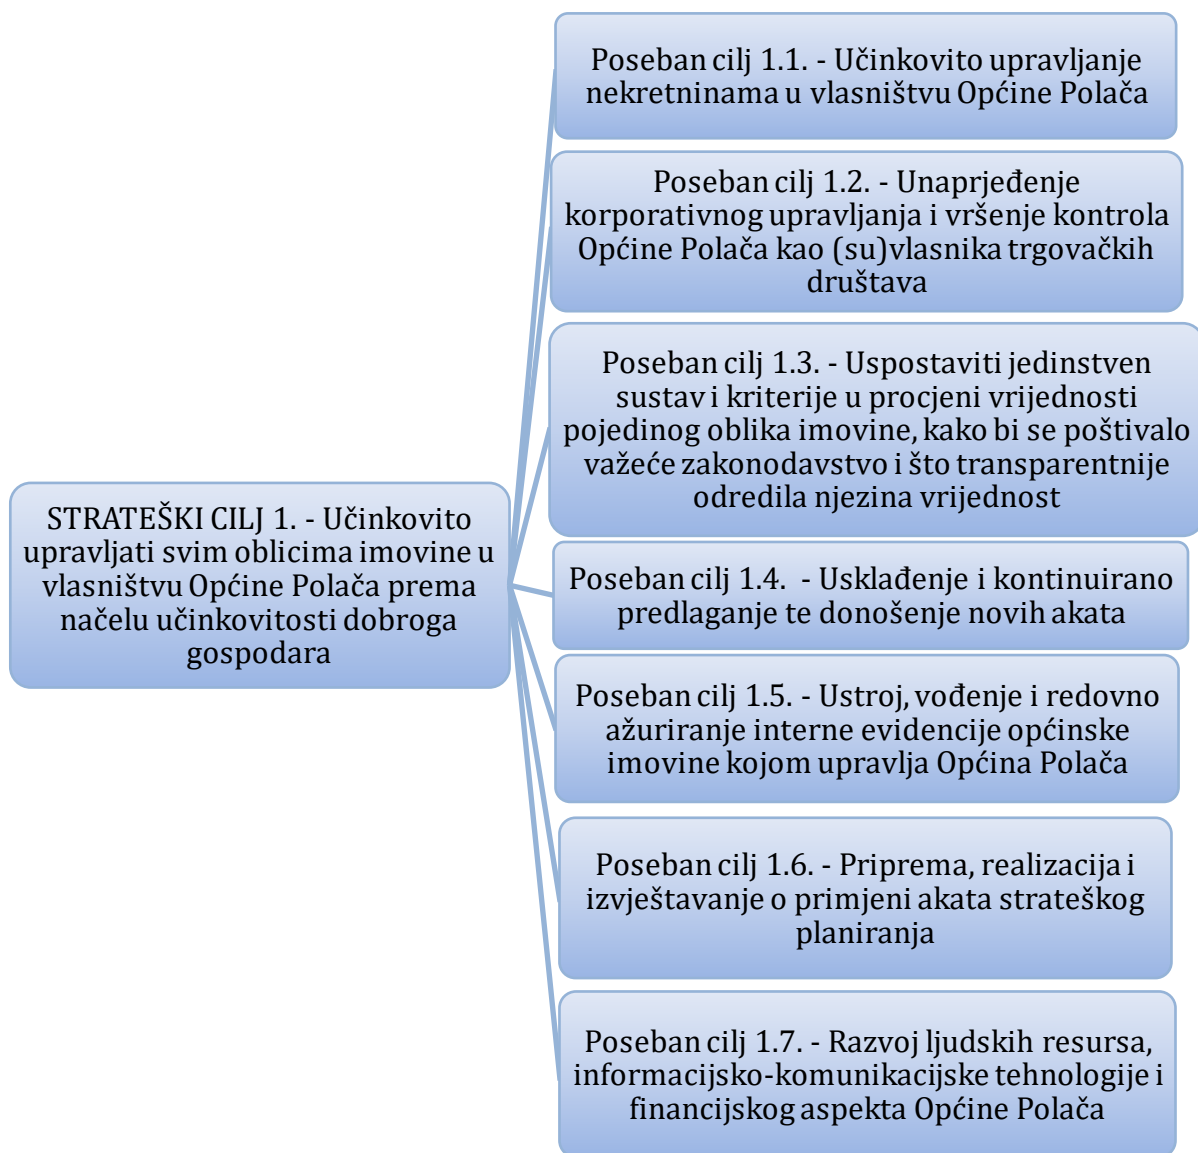 Poseban cilj 1.1. - Učinkovito upravljanje
nekretninama u vlasništvu Općine Polača
Poseban cilj 1.2. - Unaprjeđenje
korporativnog upravljanja i vršenje kontrola
Općine Polača kao (su)vlasnika trgovačkih
društava
Poseban cilj 1.3. - Uspostaviti jedinstven
sustav i kriterije u procjeni vrijednosti
pojedinog oblika imovine, kako bi se poštivalo
važeće zakonodavstvo i što transparentnije
odredila njezina vrijednost
STRATEŠKI CILJ 1. - Učinkovito
upravljati svim oblicima imovine u
vlasništvu Općine Polača prema
načelu učinkovitosti dobroga
gospodara
Poseban cilj 1.4. - Usklađenje i kontinuirano
predlaganje te donošenje novih akata
Poseban cilj 1.5. - Ustroj, vođenje i redovno
ažuriranje interne evidencije općinske
imovine kojom upravlja Općina Polača
Poseban cilj 1.6. - Priprema, realizacija i
izvještavanje o primjeni akata strateškog
planiranja
Poseban cilj 1.7. - Razvoj ljudskih resursa,
informacijsko-komunikacijske tehnologije i
financijskog aspekta Općine Polača